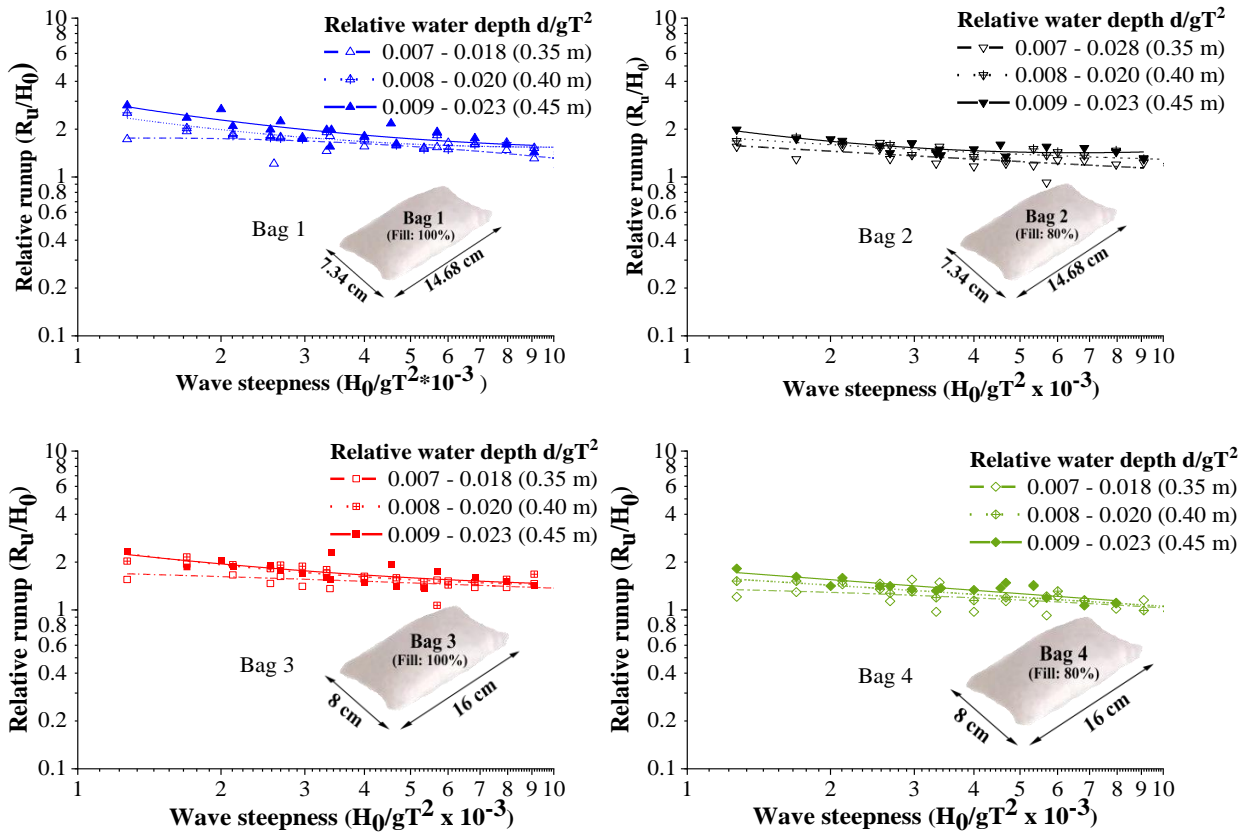 Relative water depth d/gT²
0.007 - 0.018 (0.35 m)
0.008 - 0.020 (0.40 m)
0.009 - 0.023 (0.45 m)
Relative runup (Rᵤ/H₀)
10
8
6
4
2
1
0.8
0.6
0.4
0.2
0.1
Bag 1
Bag 1
(Fill: 100%)
7.34 cm
14.68 cm
1 2 3 4 5 6 7 8 9 10
Wave steepness (H₀/gT²*10⁻³ )
Relative water depth d/gT²
0.007 - 0.028 (0.35 m)
0.008 - 0.020 (0.40 m)
0.009 - 0.023 (0.45 m)
Relative runup (Rᵤ/H₀)
10
8
6
4
2
1
0.8
0.6
0.4
0.2
0.1
Bag 2
Bag 2
(Fill: 80%)
7.34 cm
14.68 cm
1 2 3 4 5 6 7 8 9 10
Wave steepness (H₀/gT² x 10⁻³)
Relative water depth d/gT²
0.007 - 0.018 (0.35 m)
0.008 - 0.020 (0.40 m)
0.009 - 0.023 (0.45 m)
Relative runup (Rᵤ/H₀)
10
8
6
4
2
1
0.8
0.6
0.4
0.2
0.1
Bag 3
Bag 3
(Fill: 100%)
8 cm
16 cm
1 2 3 4 5 6 7 8 9 10
Wave steepness (H₀/gT² x 10⁻³)
Relative water depth d/gT²
0.007 - 0.018 (0.35 m)
0.008 - 0.020 (0.40 m)
0.009 - 0.023 (0.45 m)
Relative runup (Rᵤ/H₀)
10
8
6
4
2
1
0.8
0.6
0.4
0.2
0.1
Bag 4
Bag 4
(Fill: 80%)
8 cm
16 cm
1 2 3 4 5 6 7 8 9 10
Wave steepness (H₀/gT² x 10⁻³)